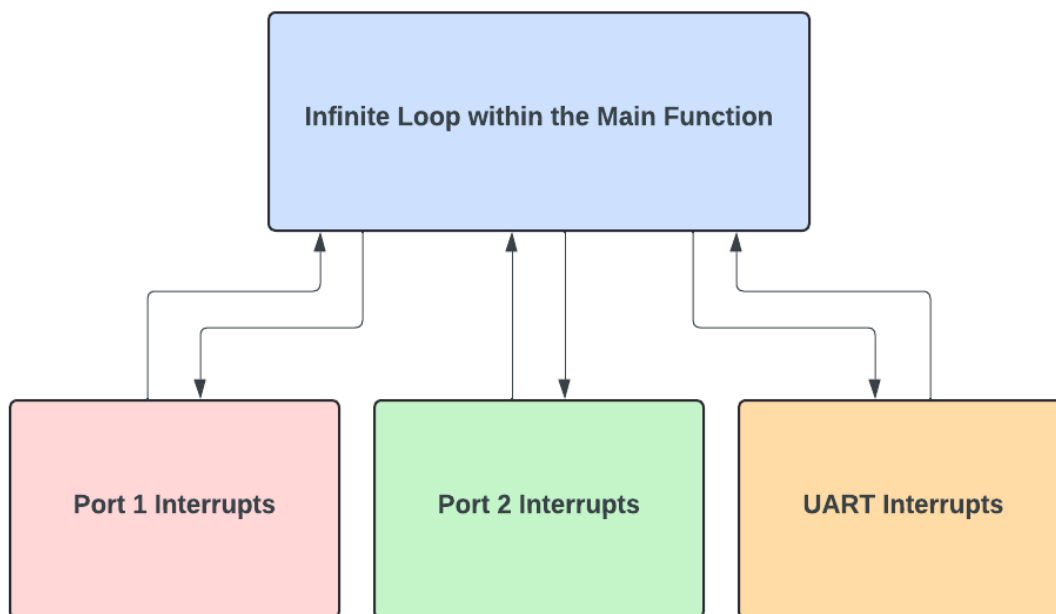 Infinite Loop within the Main Function
Port 1 Interrupts
Port 2 Interrupts
UART Interrupts